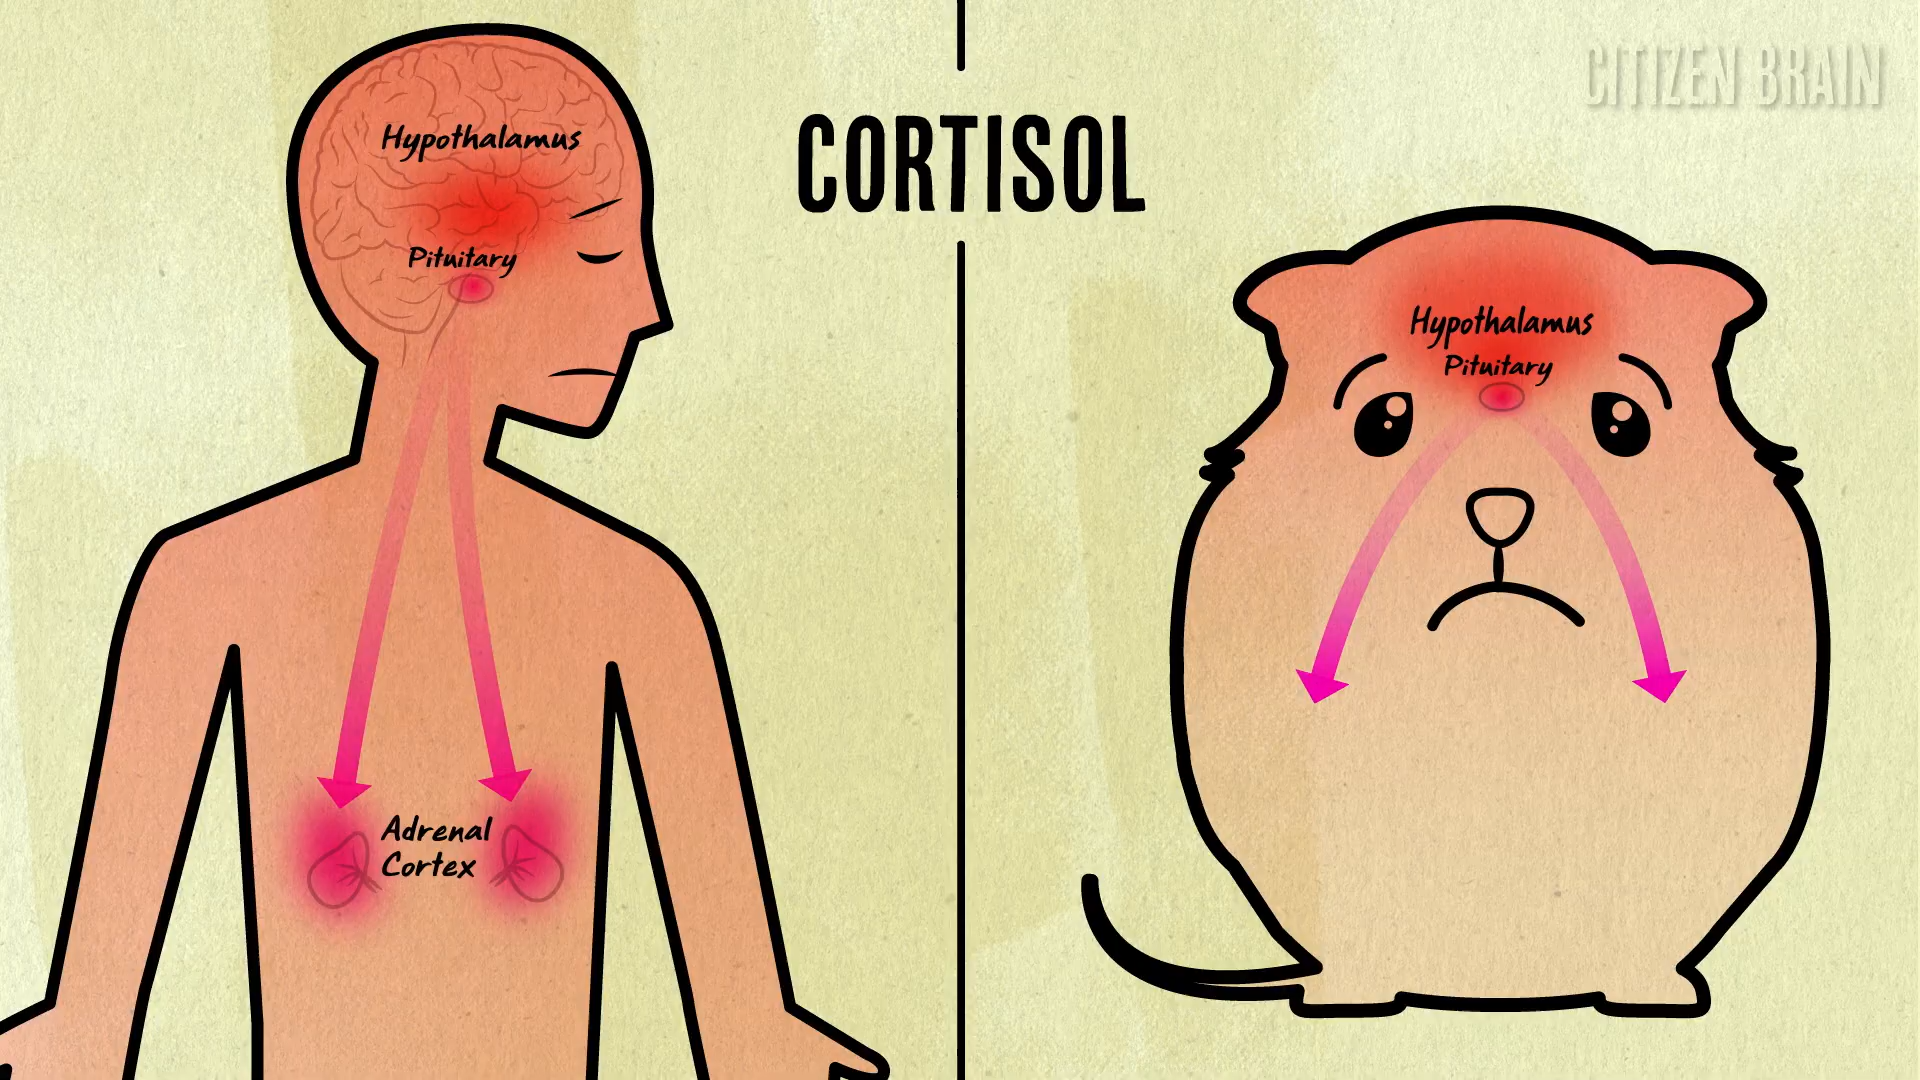 CITIZEN BRAIN
CORTISOL
Hypothalamus
Pituitary
Adrenal
Cortex
Hypothalamus
Pituitary